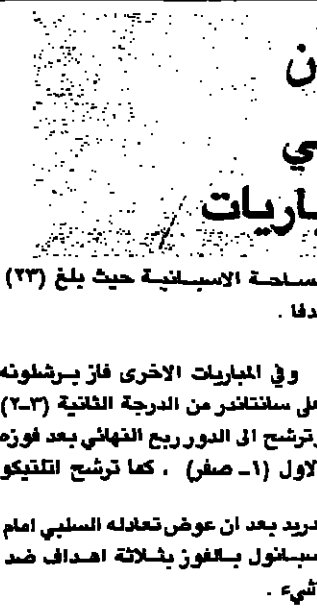 ن
ي
باريات
ساحة الاسبانية حيث بلغ (٢٣)
دفا .
وفي المباريات الاخرى فاز برشلونه
على سانتاندر من الدرجة الثانية (٣-٢)
وترشح الى الدور ربع النهائي بعد فوزه
لاول (١- صفر) . كما ترشح اتلتيكو
دريد بعد ان عوض تعادله السلبي امام
سبانول بالفوز بثلاثة اهداف ضد
شيء .